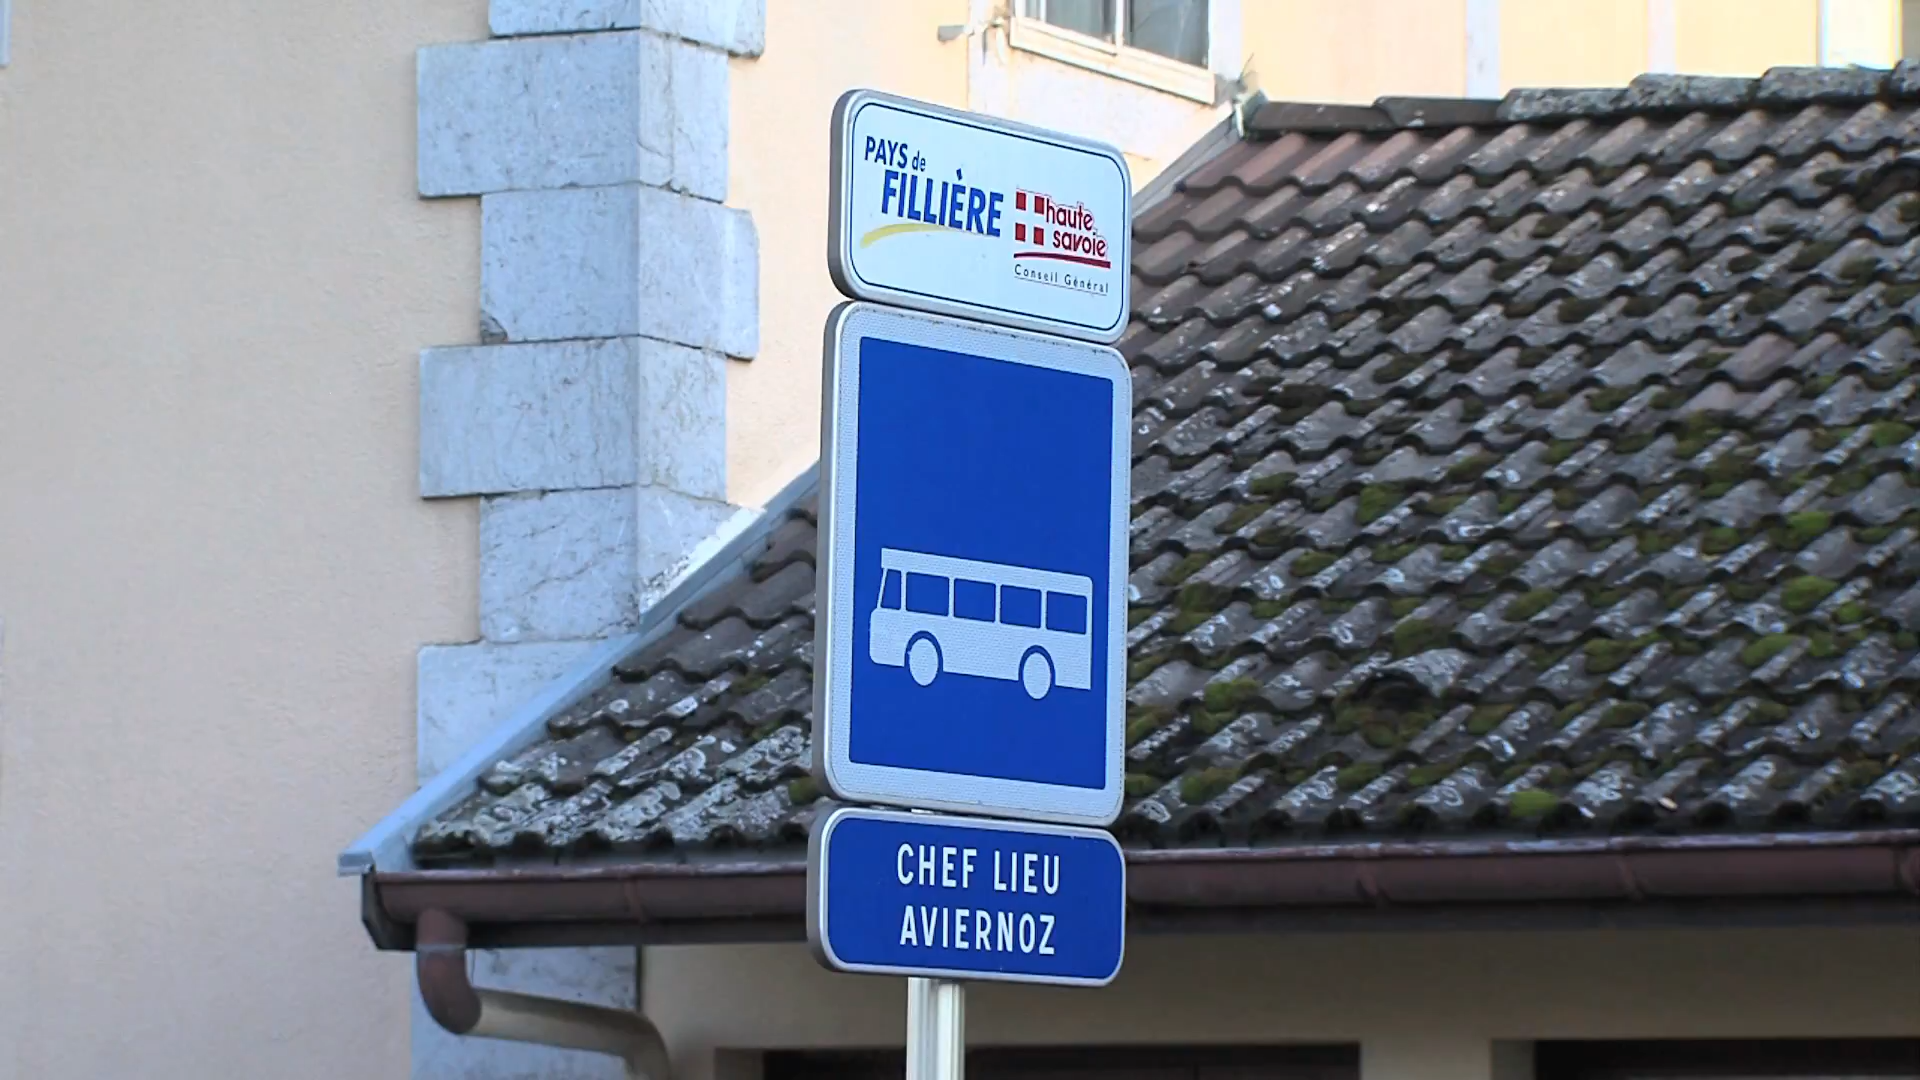 PAYS de
FILLIÈRE
haute
savoie
Conseil Général
CHEF LIEU
AVIERNOZ